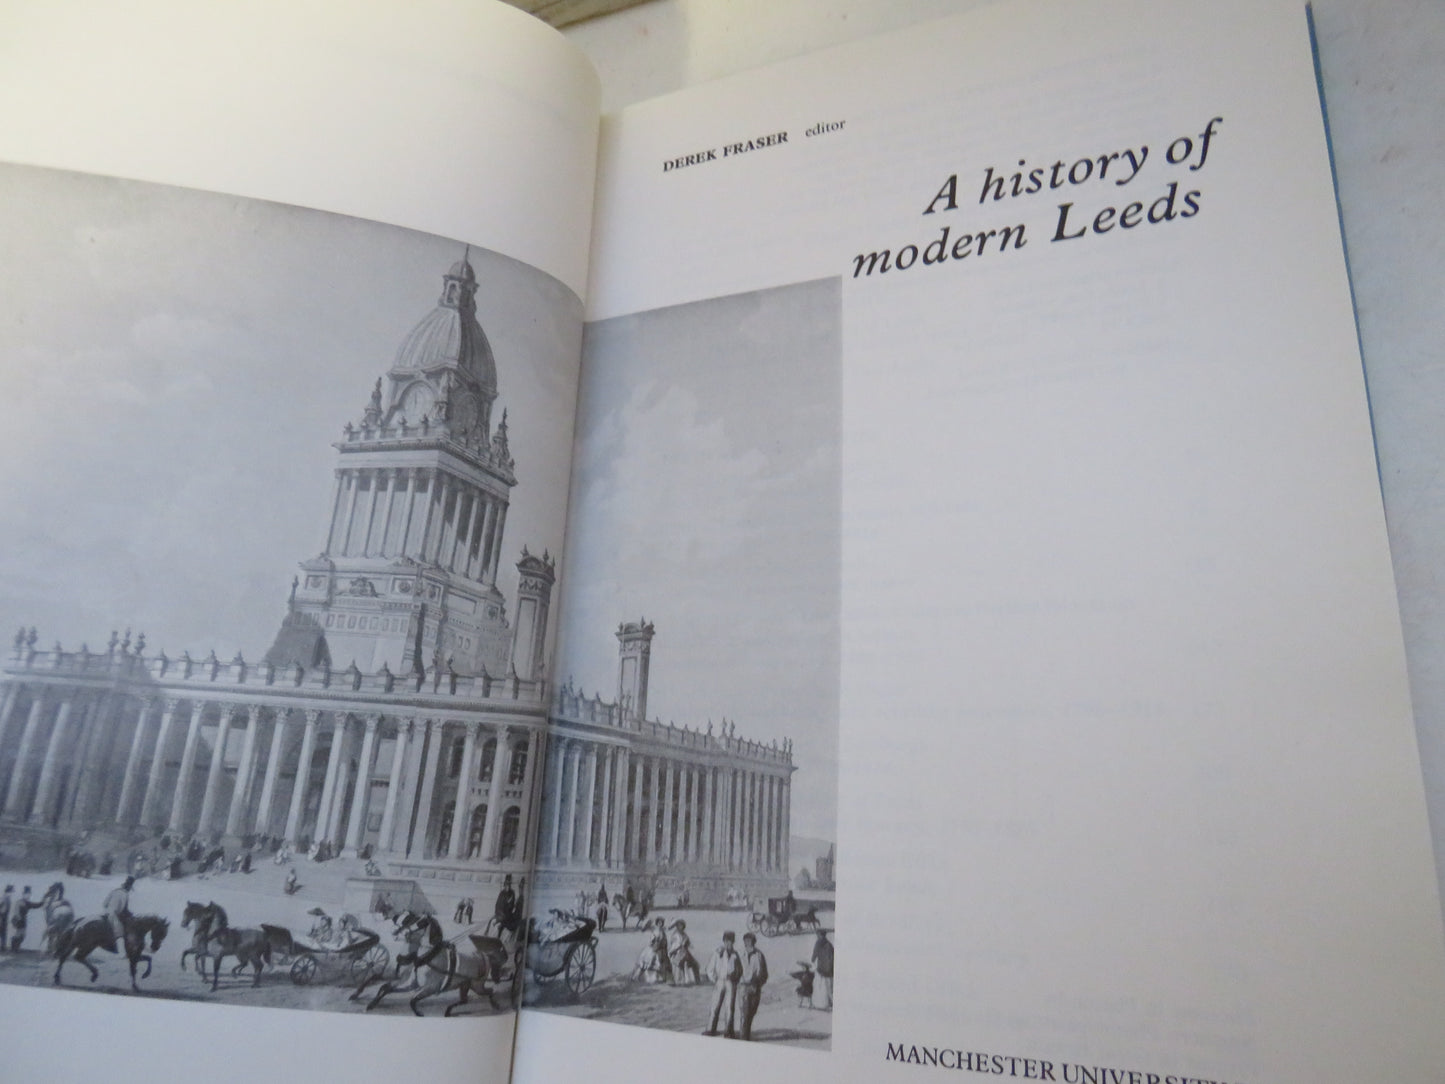 DEREK FRASER editor
A history of
modern Leeds
MANCHESTER UNIVERSITY